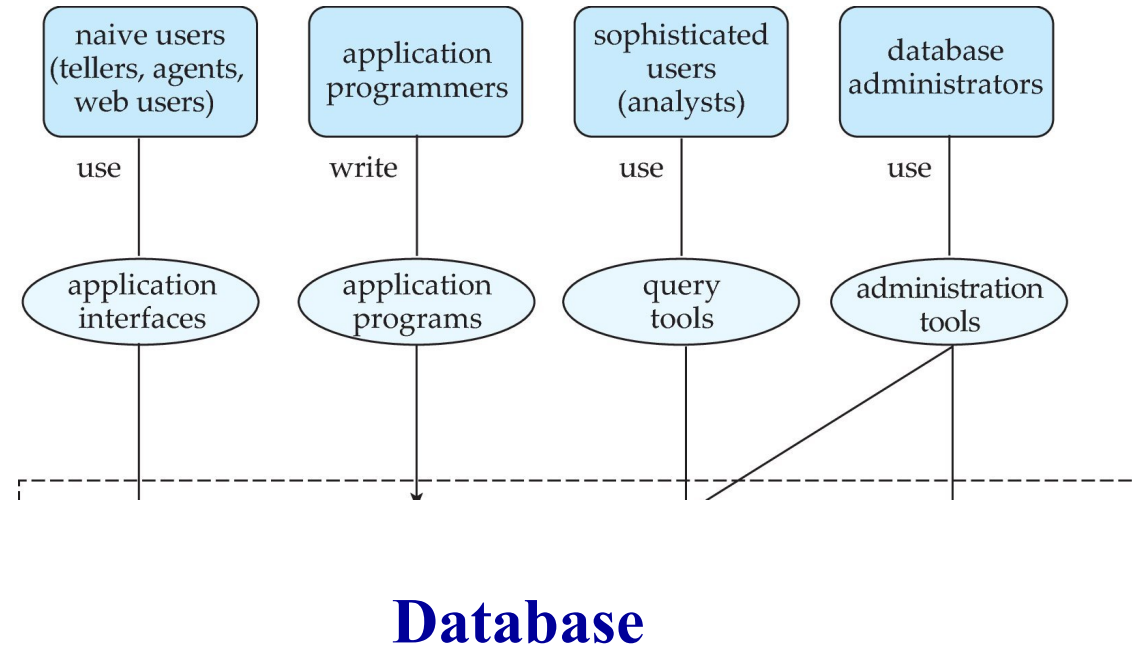 naive users
(tellers, agents,
web users)
application
programmers
sophisticated
users
(analysts)
database
administrators
use
write
use
use
application
interfaces
application
programs
query
tools
administration
tools
Database